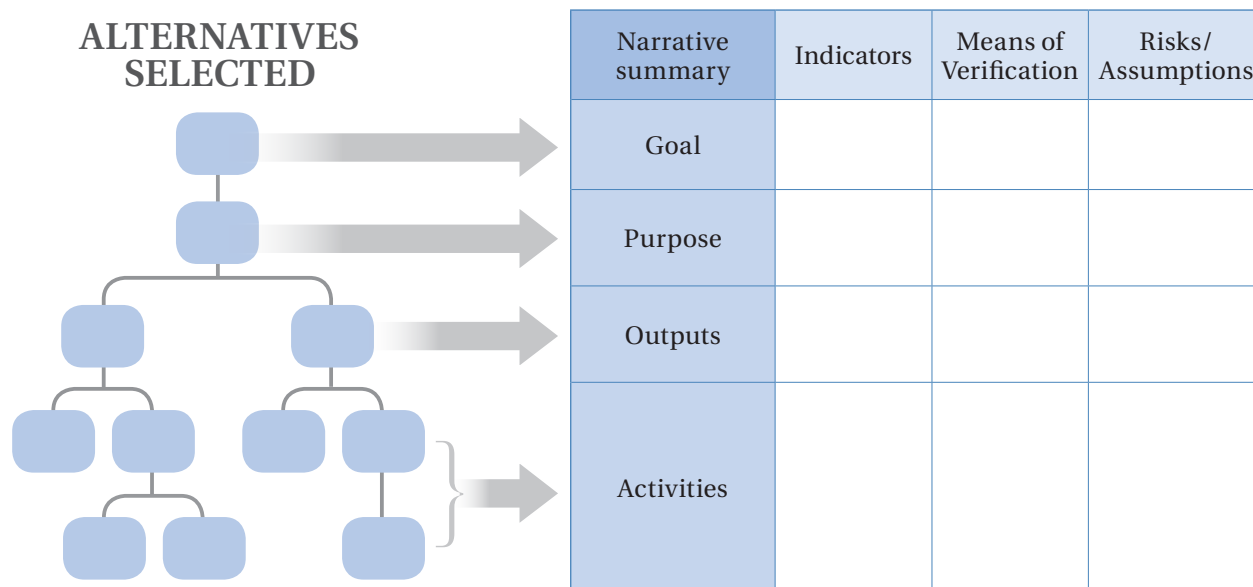 ALTERNATIVES
SELECTED
Narrative
summary
Indicators
Means of
Verification
Risks/
Assumptions
Goal
Purpose
Outputs
Activities